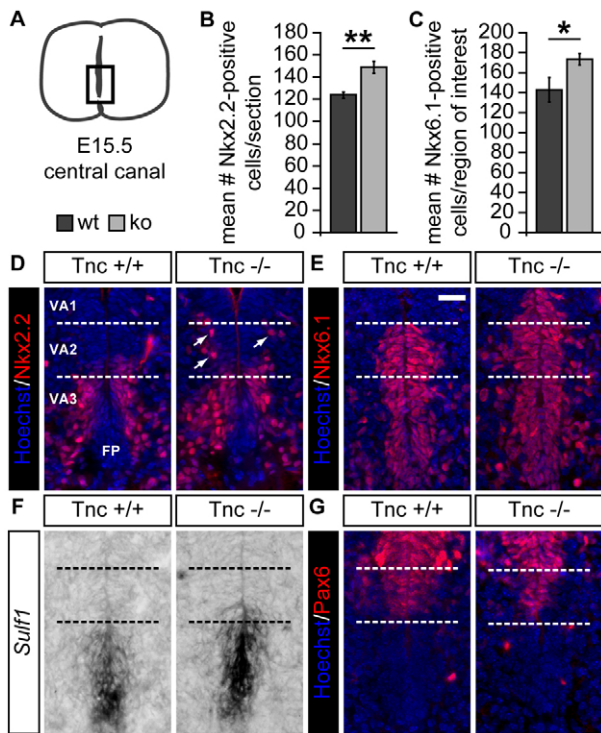 A
E15.5
central canal
wt ko
B
mean # Nkx2.2-positive
cells/section
180
160
140
120
100
80
60
40
20
0
**
C
mean # Nkx6.1-positive
cells/region of interest
200
180
160
140
120
100
80
60
40
20
0
*
D
Tnc +/+ Tnc -/-
Hoechst/Nkx2.2
VA1
VA2
VA3
FP
E
Tnc +/+ Tnc -/-
Hoechst/Nkx6.1
F
Tnc +/+ Tnc -/-
Sulf1
G
Tnc +/+ Tnc -/-
Hoechst/Pax6